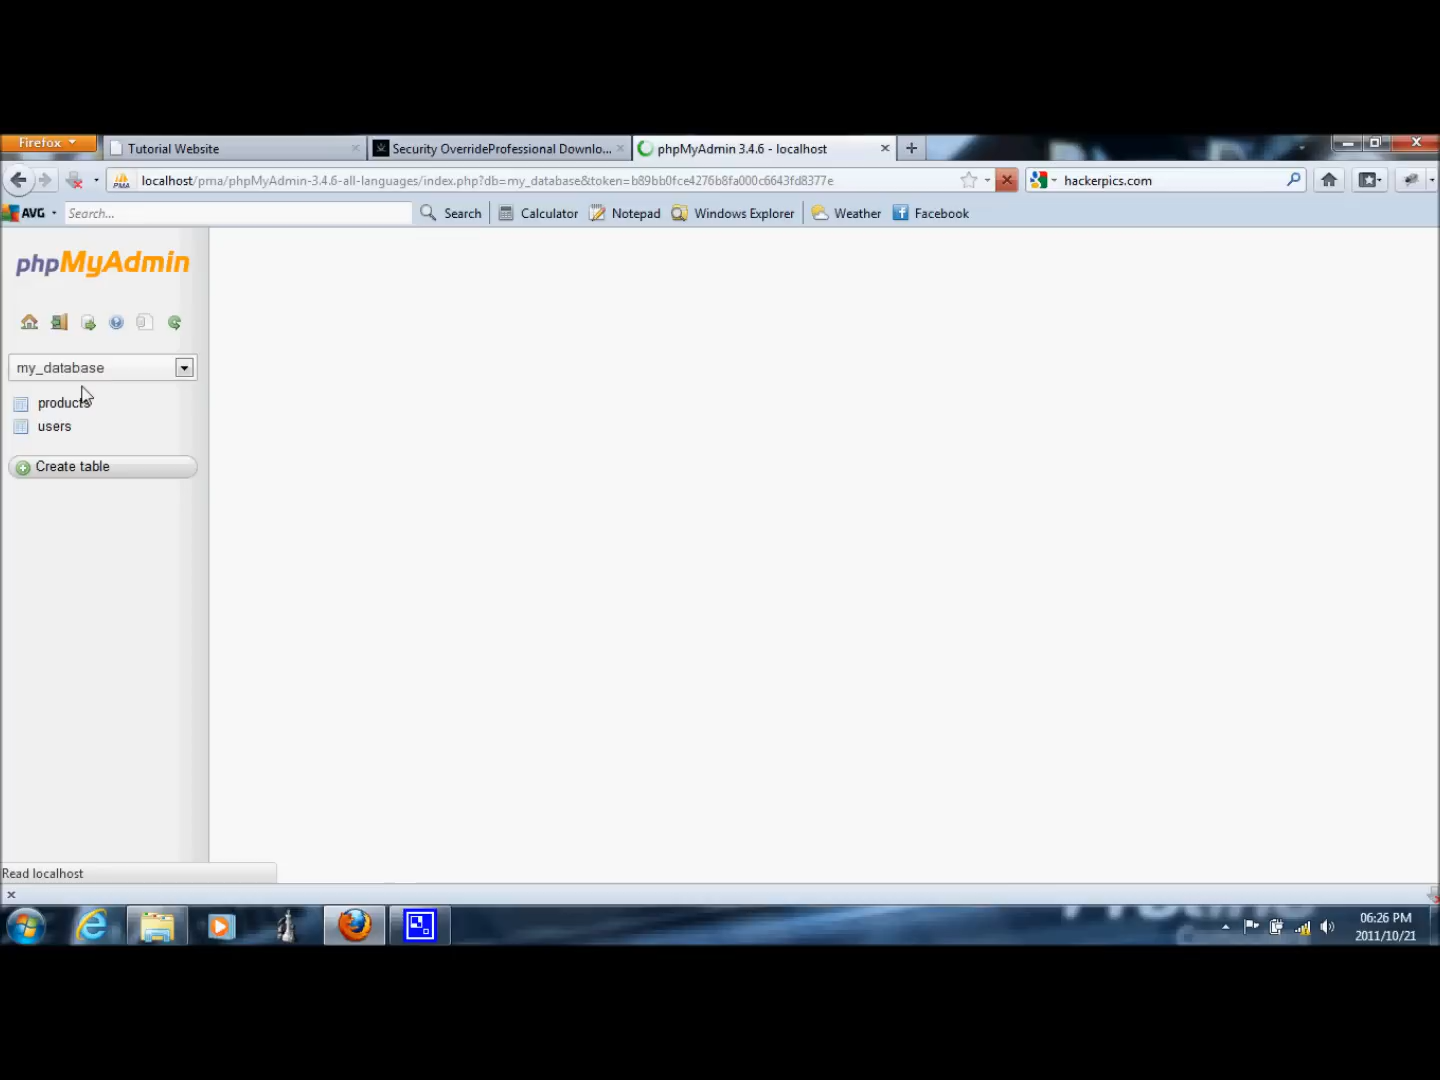 Firefox
Tutorial Website
Security OverrideProfessional Downlo...
phpMyAdmin 3.4.6 - localhost
localhost/pma/phpMyAdmin-3.4.6-all-languages/index.php?db=my_database&token=b89bb0fce4276b8fa000c6643fd8377e
hackerpics.com
AVG
Search...
Search
Calculator
Notepad
Windows Explorer
Weather
Facebook
phpMyAdmin
my_database
products
users
Create table
Read localhost
06:26 PM
2011/10/21